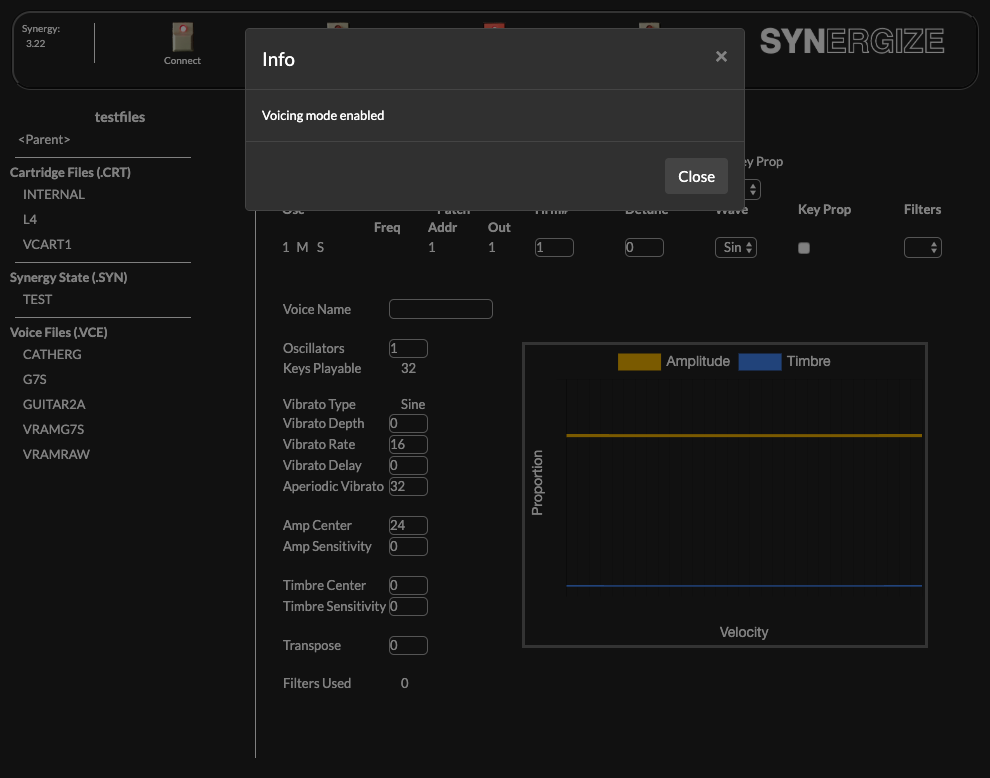 Synergy:
3.22
Connect
SYNERGIZE
Info
×
Voicing mode enabled
Close
testfiles
<Parent>
Cartridge Files (.CRT)
INTERNAL
L4
VCART1
Synergy State (.SYN)
TEST
Voice Files (.VCE)
CATHERG
G7S
GUITAR2A
VRAMG7S
VRAMRAW
ey Prop
Osc Patch Harm# Detune Wave Key Prop Filters
Freq Addr Out
1 M S 1 1 1 0 Sin
Voice Name
Oscillators 1
Keys Playable 32
Vibrato Type Sine
Vibrato Depth 0
Vibrato Rate 16
Vibrato Delay 0
Aperiodic Vibrato 32
Amp Center 24
Amp Sensitivity 0
Timbre Center 0
Timbre Sensitivity 0
Transpose 0
Filters Used 0
Amplitude Timbre
Proportion
Velocity